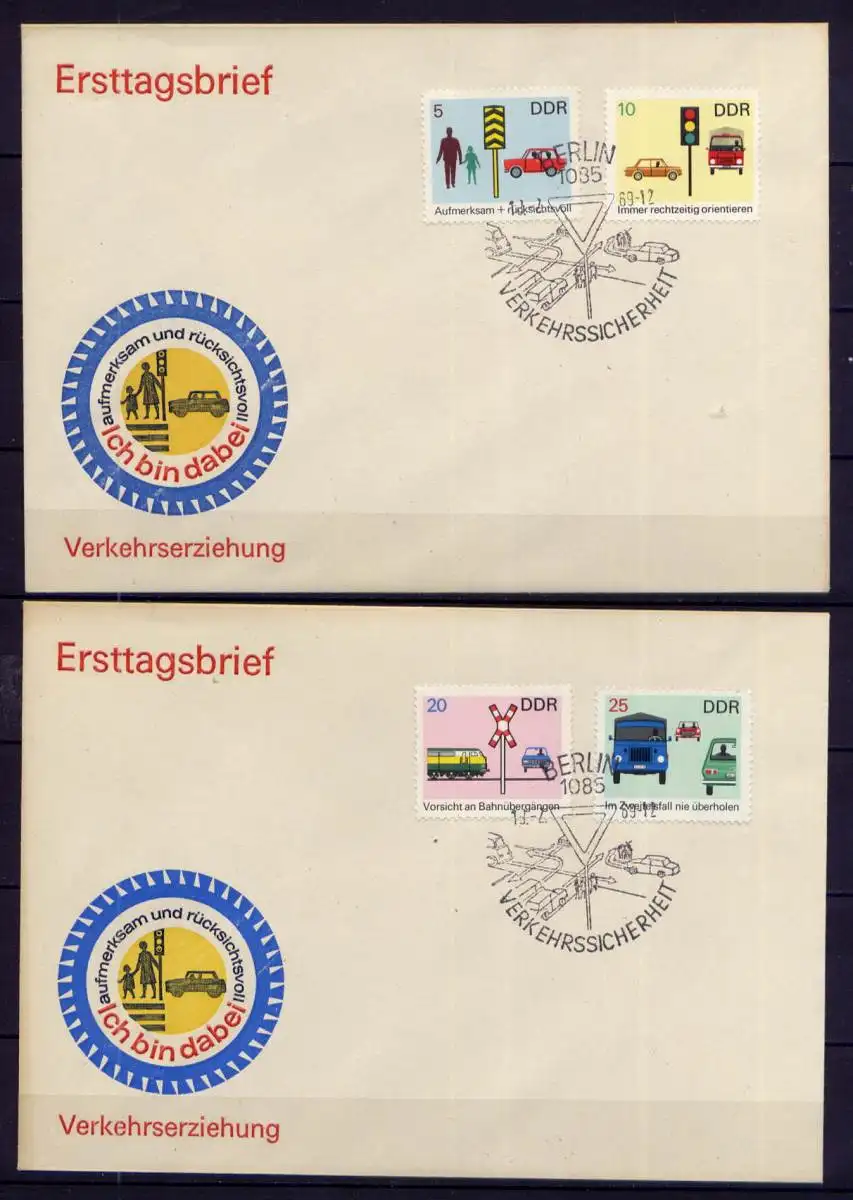 Ersttagsbrief
5 DDR
Aufmerksam + rücksichtsvoll
10 DDR
Immer rechtzeitig orientieren
BERLIN
1085
69-12
VERKEHRSSICHERHEIT
aufmerksam und rücksichtsvoll
Ich bin dabei
Verkehrserziehung
Ersttagsbrief
20 DDR
Vorsicht an Bahnübergängen
25 DDR
Im Zweifelsfall nie überholen
BERLIN
1085
69-12
VERKEHRSSICHERHEIT
aufmerksam und rücksichtsvoll
Ich bin dabei
Verkehrserziehung